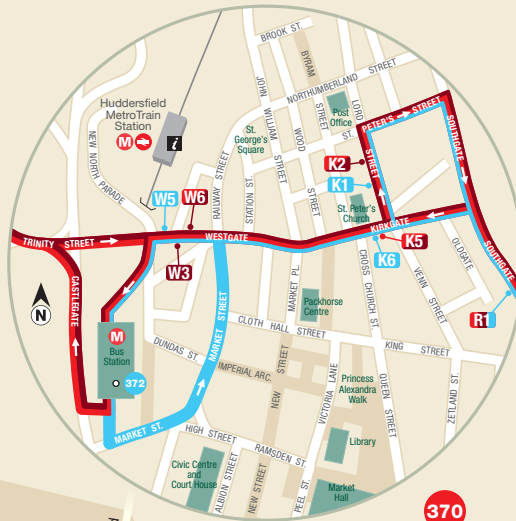 BROOK ST.
BYRAM
STREET
NORTHUMBERLAND STREET
JOHN
WILLIAM
STREET
WOOD
STREET
LORD
STREET
Post
Office
PETER'S STREET
ST.
SOUTHGATE
SOUTHGATE
Huddersfield
MetroTrain
Station
M
i
St.
George's
Square
NEW NORTH PARADE
RAILWAY STREET
STATION ST.
K2
K1
St. Peter's
Church
W5
W6
W3
TRINITY STREET
WESTGATE
KIRKGATE
K5
K6
OLDGATE
VENN STREET
CROSS CHURCH ST.
R1
CASTLEGATE
N
M
Bus
Station
372
MARKET STREET
MARKET ST.
MARKET PL.
Packhorse
Centre
CLOTH HALL STREET
KING STREET
DUNDAS ST.
IMPERIAL ARC.
NEW STREET
VICTORIA LANE
Princess
Alexandra
Walk
QUEEN STREET
ZETLAND ST.
HIGH STREET
RAMSDEN ST.
Library
Civic Centre
and
Court House
ALBION STREET
NEW STREET
PEEL ST.
Market
Hall
370